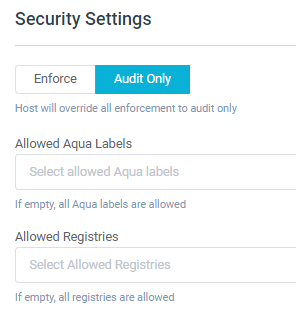 Security Settings
Enforce
Audit Only
Host will override all enforcement to audit only
Allowed Aqua Labels
Select allowed Aqua labels
If empty, all Aqua labels are allowed
Allowed Registries
Select Allowed Registries
If empty, all registries are allowed